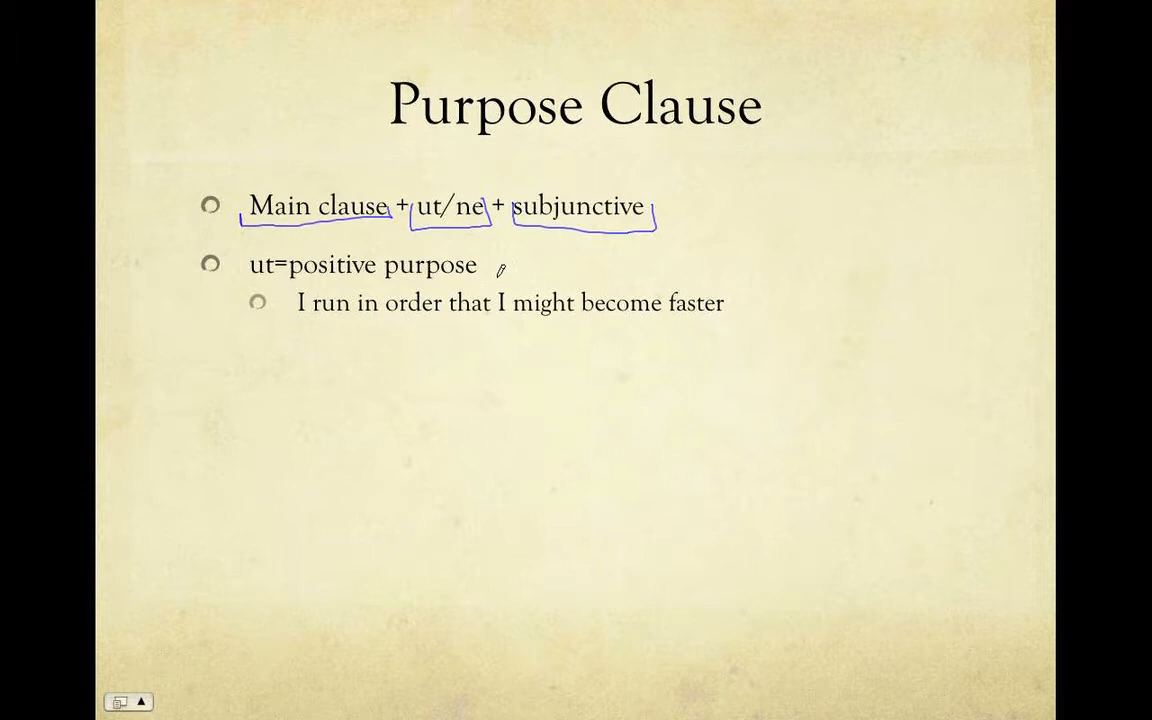 Purpose Clause
Main clause + ut/ne + subjunctive
ut=positive purpose
I run in order that I might become faster